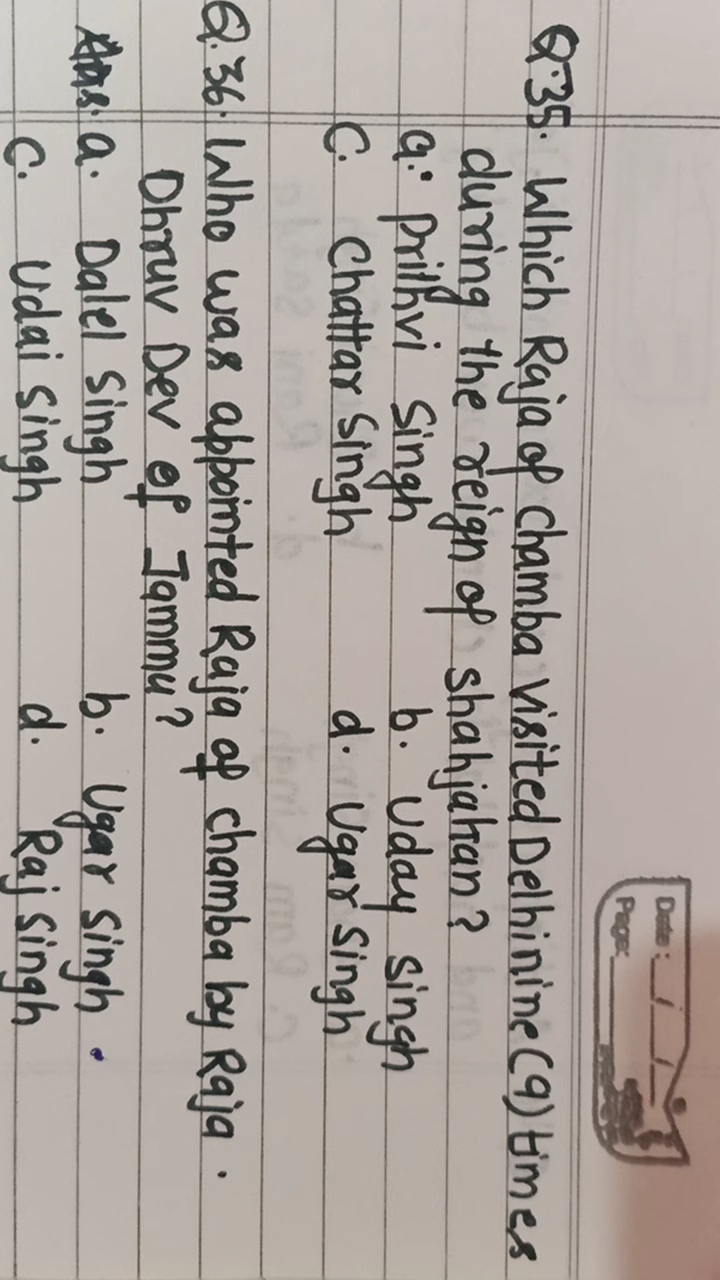 Date: _/_/_
Page:
Q.35. Which Raja of Chamba visited Delhi nine (9) times
during the reign of shahjahan?
a. Prithvi Singh b. Uday Singh
c. Chattar Singh d. Ugar Singh
Q.36. Who was appointed Raja of chamba by Raja.
Dhruv Dev of Jammu?
Ans. a. Dalel Singh b. Ugar Singh.
c. Udai Singh d. Raj Singh